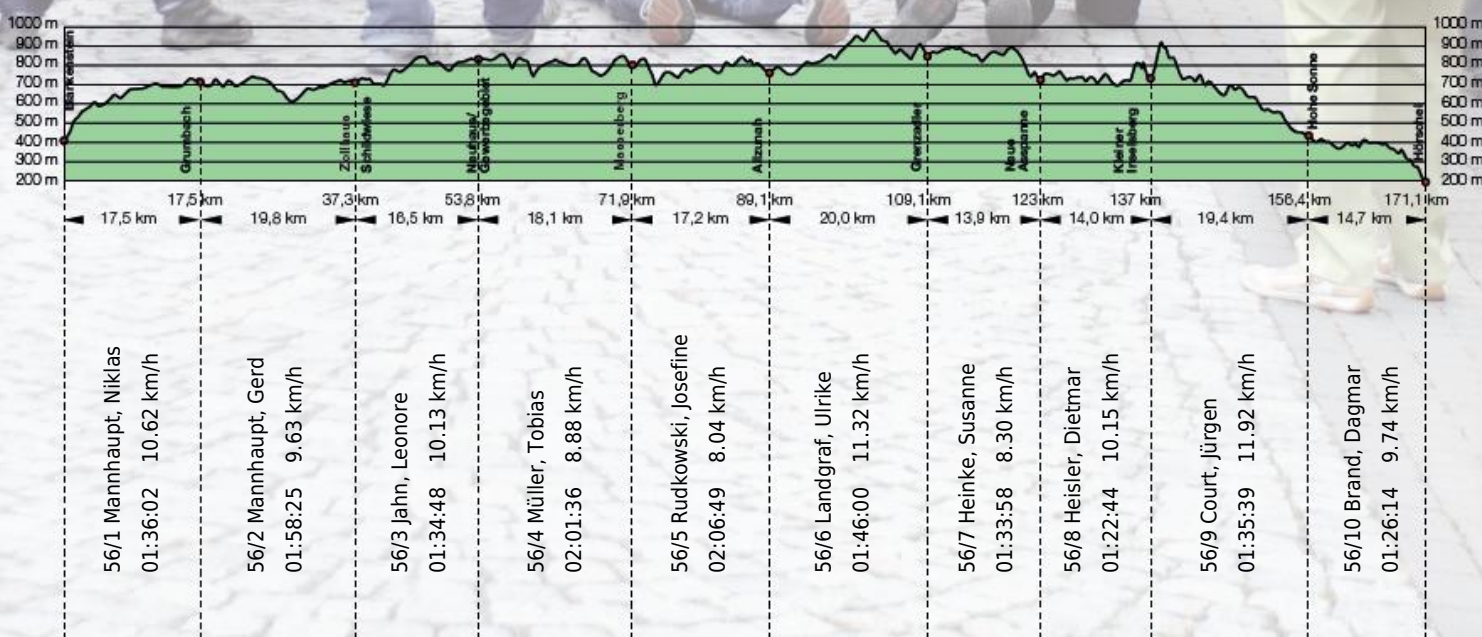 1000 m
900 m
800 m
700 m
600 m
500 m
400 m
300 m
200 m
1000 m
900 m
800 m
700 m
600 m
500 m
400 m
300 m
200 m
Blankenstein
Grumbach
Zollhaus
Schildwiese
Neuhaus/
Gewerbegebiet
Masserberg
Allzunah
Grenzadler
Neue
Ausspanne
Kleiner
Inselsberg
Hohe Sonne
Hörschel
17,5 km
37,3 km
53,8 km
71,9 km
89,1 km
109,1 km
123 km
137 km
156,4 km
171,1 km
17,5 km
19,8 km
16,5 km
18,1 km
17,2 km
20,0 km
13,9 km
14,0 km
19,4 km
14,7 km
56/1 Mannhaupt, Niklas
01:36:02 10.62 km/h
56/2 Mannhaupt, Gerd
01:58:25 9.63 km/h
56/3 Jahn, Leonore
01:34:48 10.13 km/h
56/4 Müller, Tobias
02:01:36 8.88 km/h
56/5 Rudkowski, Josefine
02:06:49 8.04 km/h
56/6 Landgraf, Ulrike
01:46:00 11.32 km/h
56/7 Heinke, Susanne
01:33:58 8.30 km/h
56/8 Heisler, Dietmar
01:22:44 10.15 km/h
56/9 Court, Jürgen
01:35:39 11.92 km/h
56/10 Brand, Dagmar
01:26:14 9.74 km/h